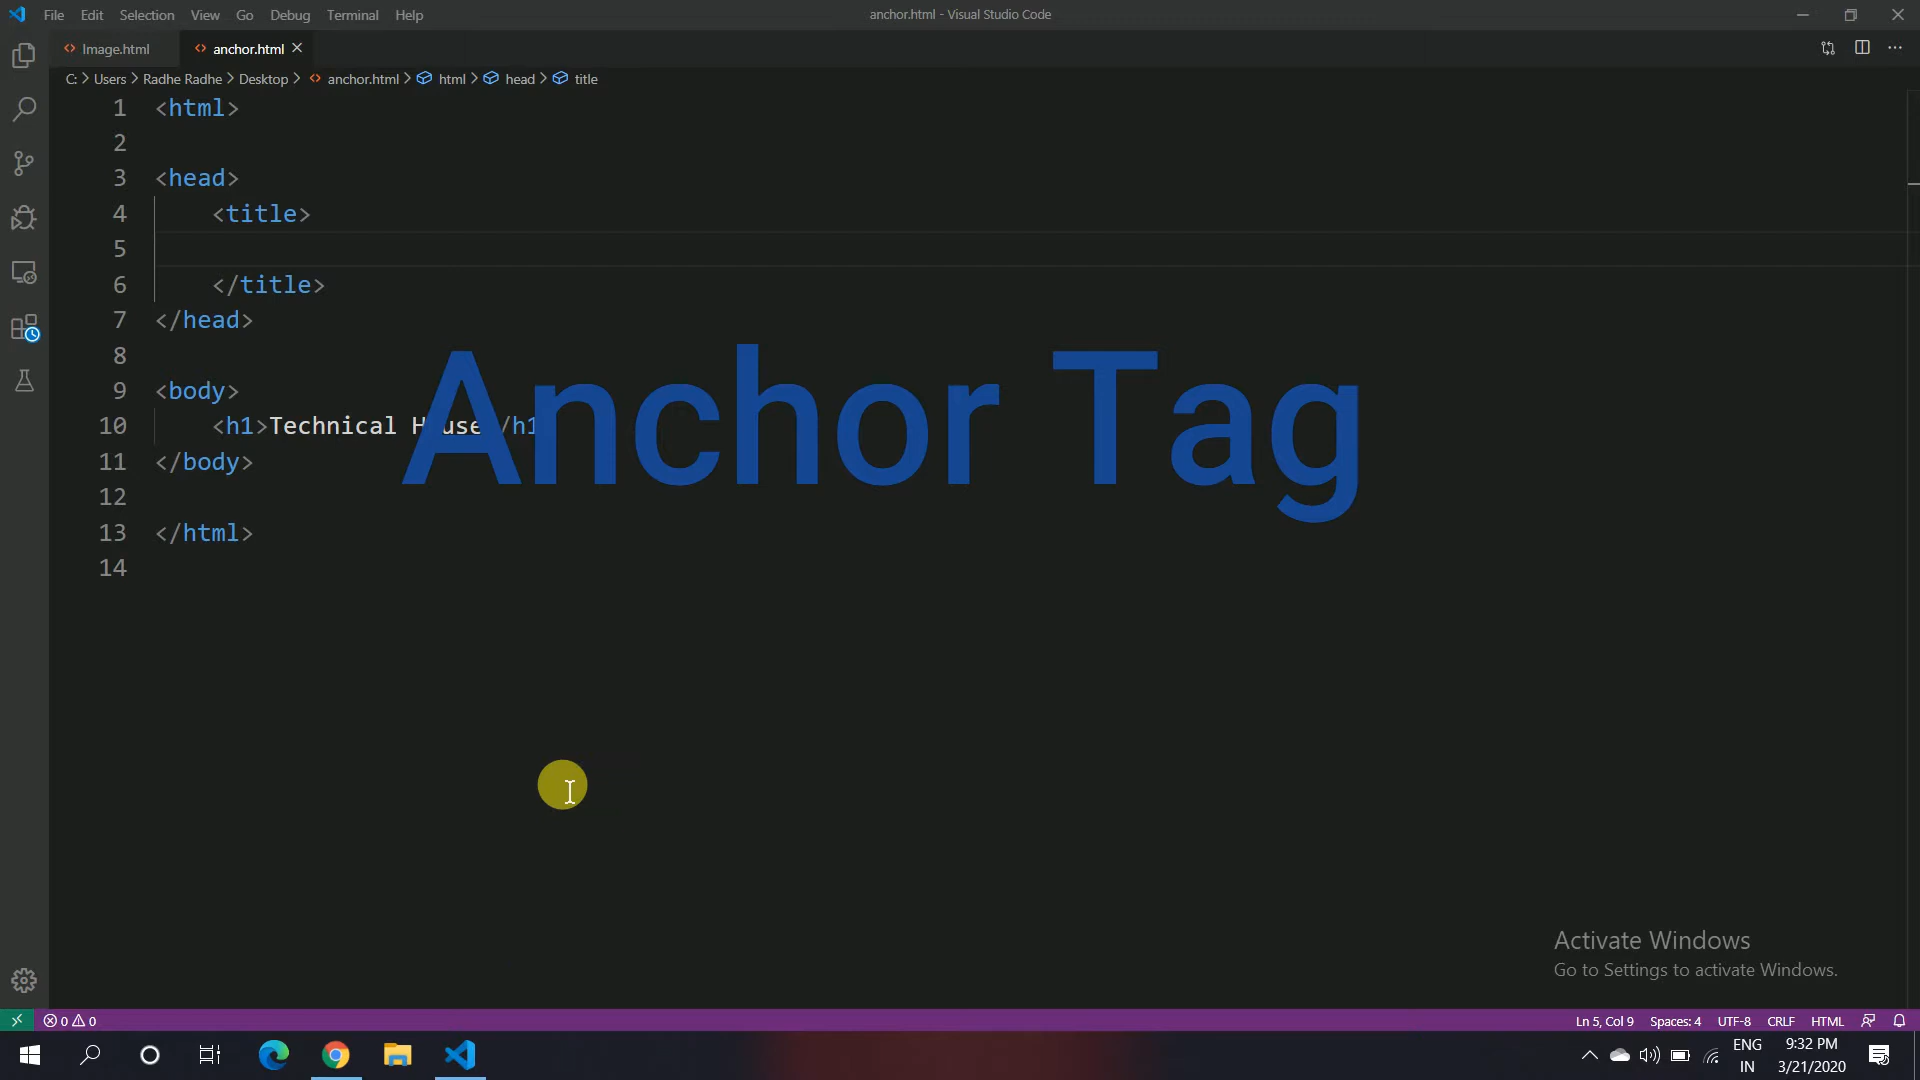 File Edit Selection View Go Debug Terminal Help
anchor.html - Visual Studio Code
Image.html
anchor.html
C: > Users > Radhe Radhe > Desktop > anchor.html > html > head > title
1 <html>
2
3 <head>
4 <title>
5
6 </title>
7 </head>
8
9 <body>
10 <h1>Technical House</h1
11 </body>
12
13 </html>
14
Anchor Tag
Activate Windows
Go to Settings to activate Windows.
0 0
Ln 5, Col 9 Spaces: 4 UTF-8 CRLF HTML
ENG
IN
9:32 PM
3/21/2020